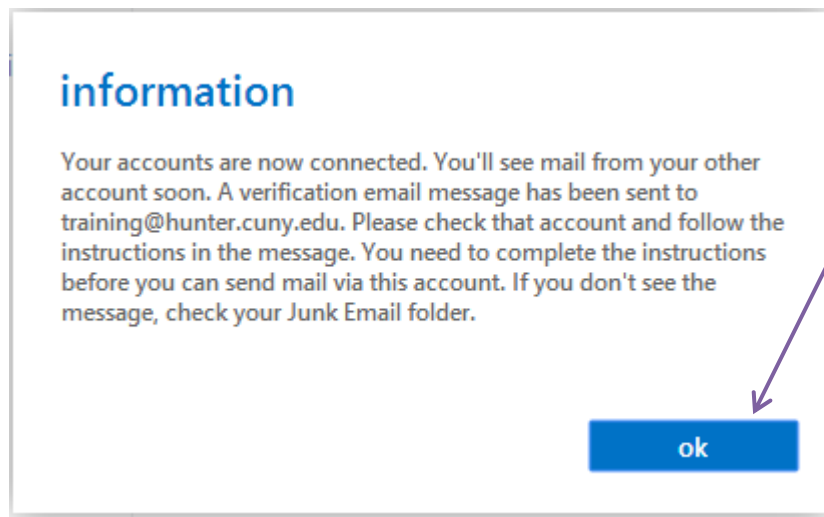 information
Your accounts are now connected. You'll see mail from your other
account soon. A verification email message has been sent to
training@hunter.cuny.edu. Please check that account and follow the
instructions in the message. You need to complete the instructions
before you can send mail via this account. If you don't see the
message, check your Junk Email folder.
ok